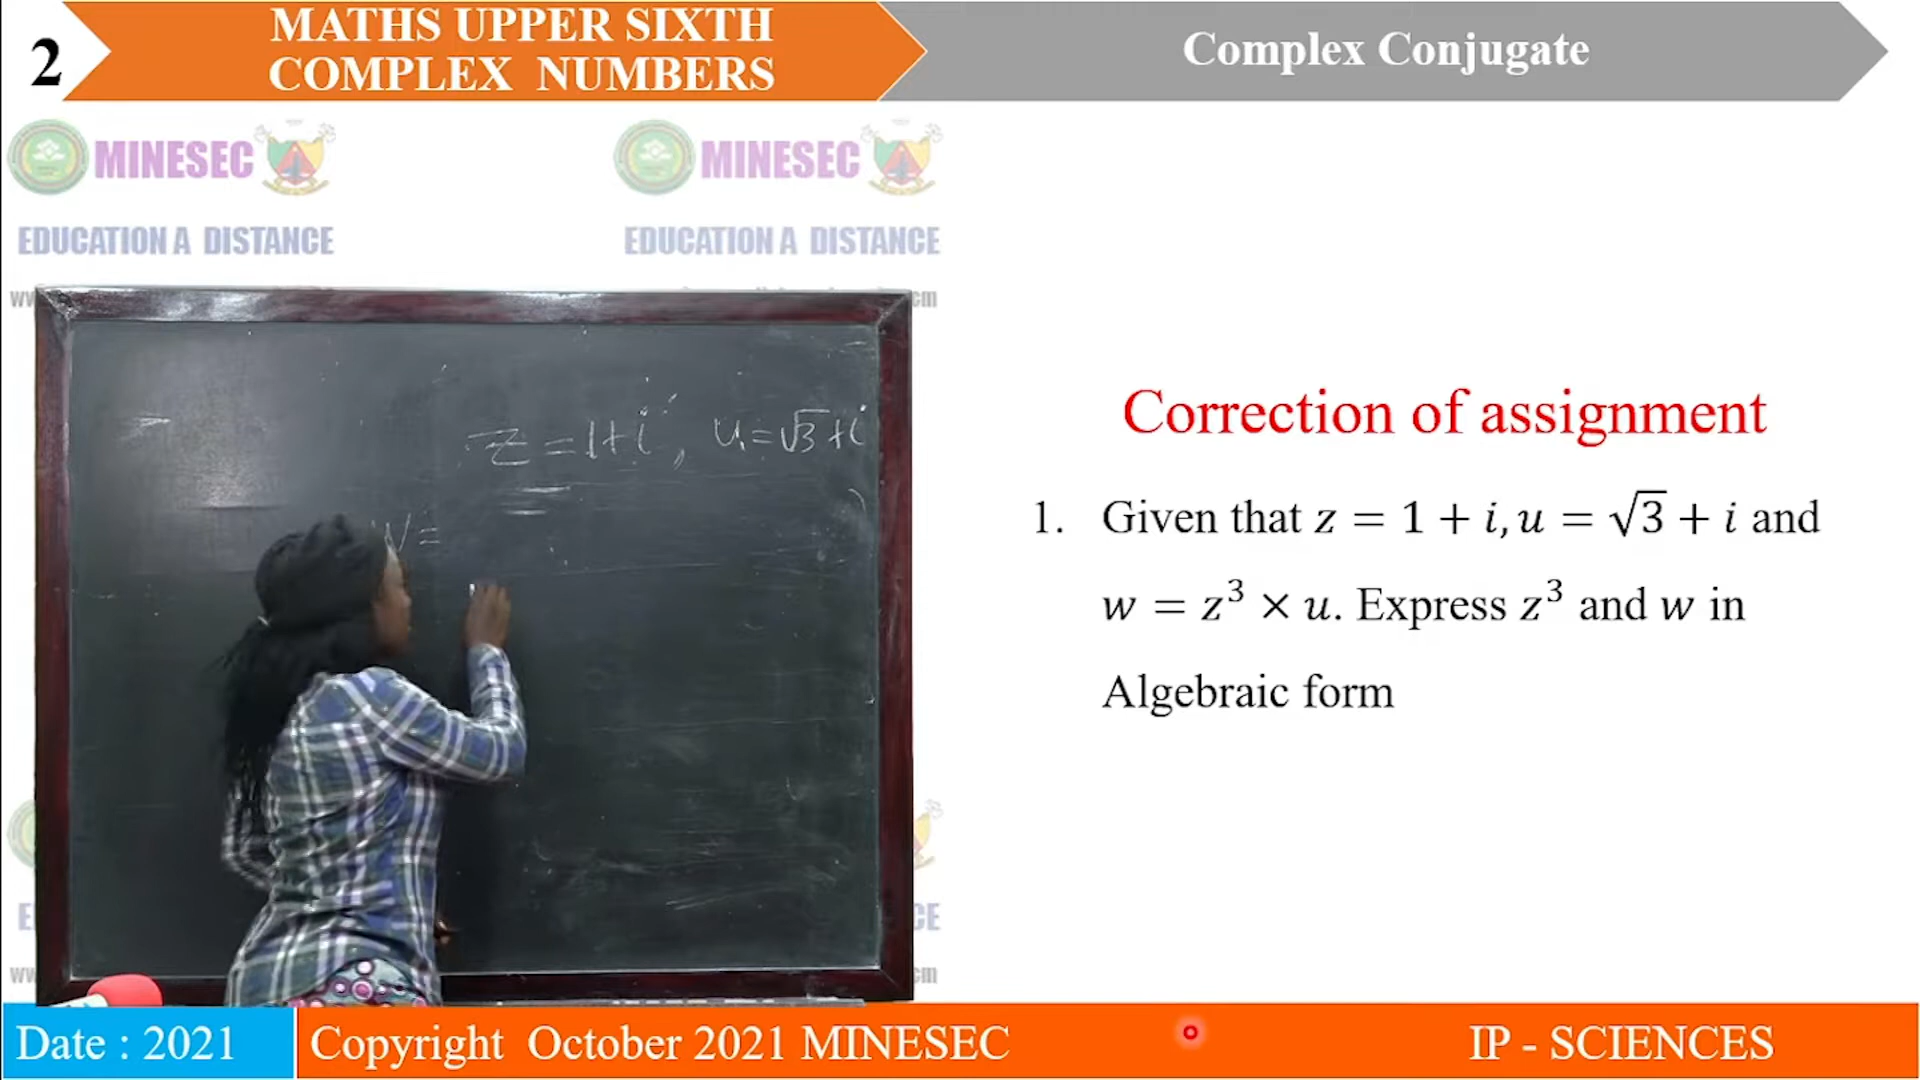 2
MATHS UPPER SIXTH
COMPLEX NUMBERS
Complex Conjugate
MINESEC
MINESEC
EDUCATION A DISTANCE
EDUCATION A DISTANCE
z = 1+i , u = √3 + i
W =
Correction of assignment
1. Given that z = 1 + i, u = √3 + i and
w = z³ × u. Express z³ and w in
Algebraic form
Date : 2021
Copyright October 2021 MINESEC
IP - SCIENCES